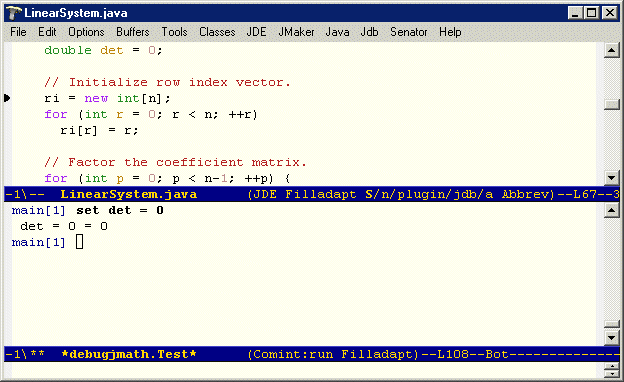 LinearSystem.java
File Edit Options Buffers Tools Classes JDE JMaker Java Jdb Senator Help
double det = 0;
// Initialize row index vector.
ri = new int[n];
for (int r = 0; r < n; ++r)
ri[r] = r;
// Factor the coefficient matrix.
for (int p = 0; p < n-1; ++p) {
-1\-- LinearSystem.java (JDE Filladapt S/n/plugin/jdb/a Abbrev)--L67--3
main[1] set det = 0
det = 0 = 0
main[1]
-1\** *debugjmath.Test* (Comint:run Filladapt)--L108--Bot--------------